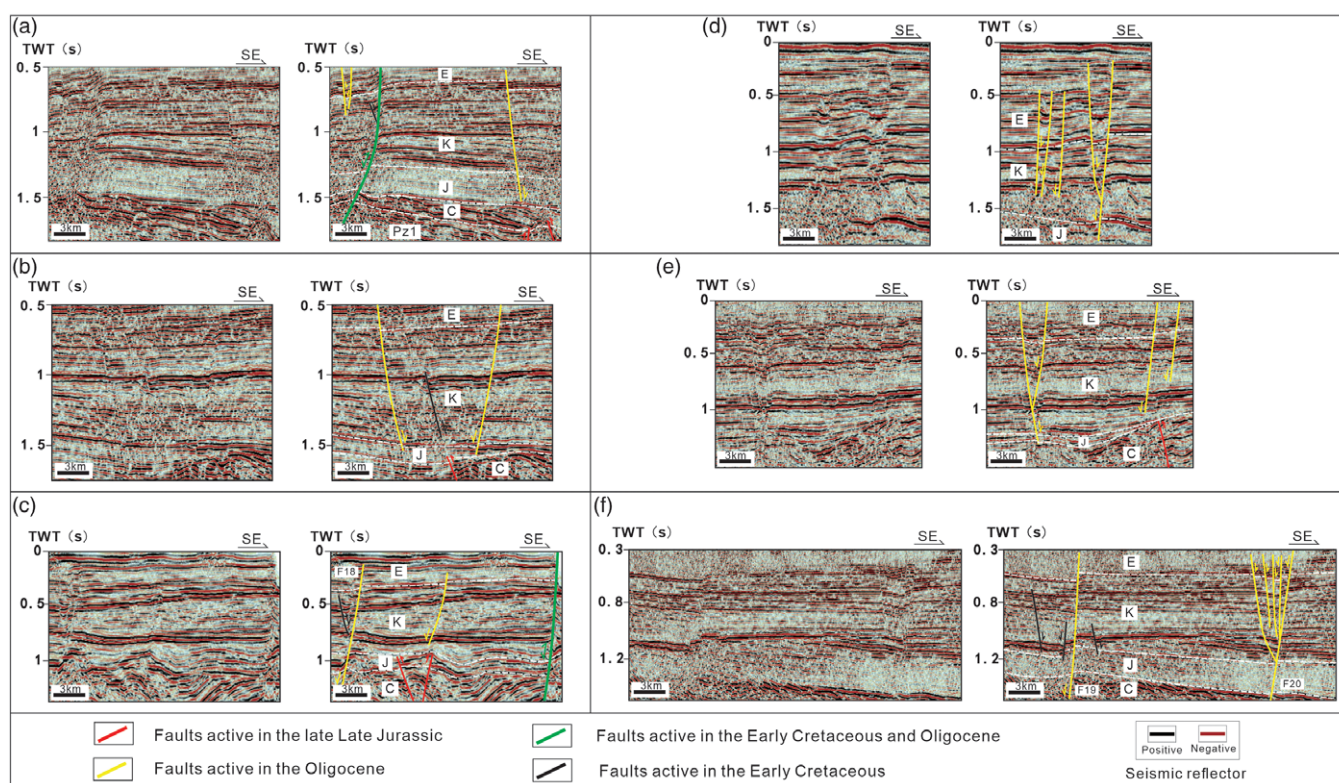 (a)
TWT (s)
SE
0.5
1
1.5
3km
TWT (s)
SE
0.5
1
1.5
E
K
J
C
Pz1
3km
(d)
TWT (s)
SE
0
0.5
1
1.5
3km
TWT (s)
SE
0
0.5
1
1.5
E
K
J
3km
(b)
TWT (s)
SE
0.5
1
1.5
3km
TWT (s)
SE
0.5
1
1.5
E
K
J
C
3km
(e)
TWT (s)
SE
0
0.5
1
3km
TWT (s)
SE
0
0.5
1
E
K
J
C
3km
(c)
TWT (s)
SE
0
0.5
1
3km
TWT (s)
SE
0
0.5
1
F18
E
K
J
C
3km
(f)
TWT (s)
SE
0.3
0.8
1.2
3km
TWT (s)
SE
0.3
0.8
1.2
E
K
J
C
F19
F20
3km
Faults active in the late Late Jurassic
Faults active in the Early Cretaceous and Oligocene
Faults active in the Oligocene
Faults active in the Early Cretaceous
Positive Negative
Seismic reflector